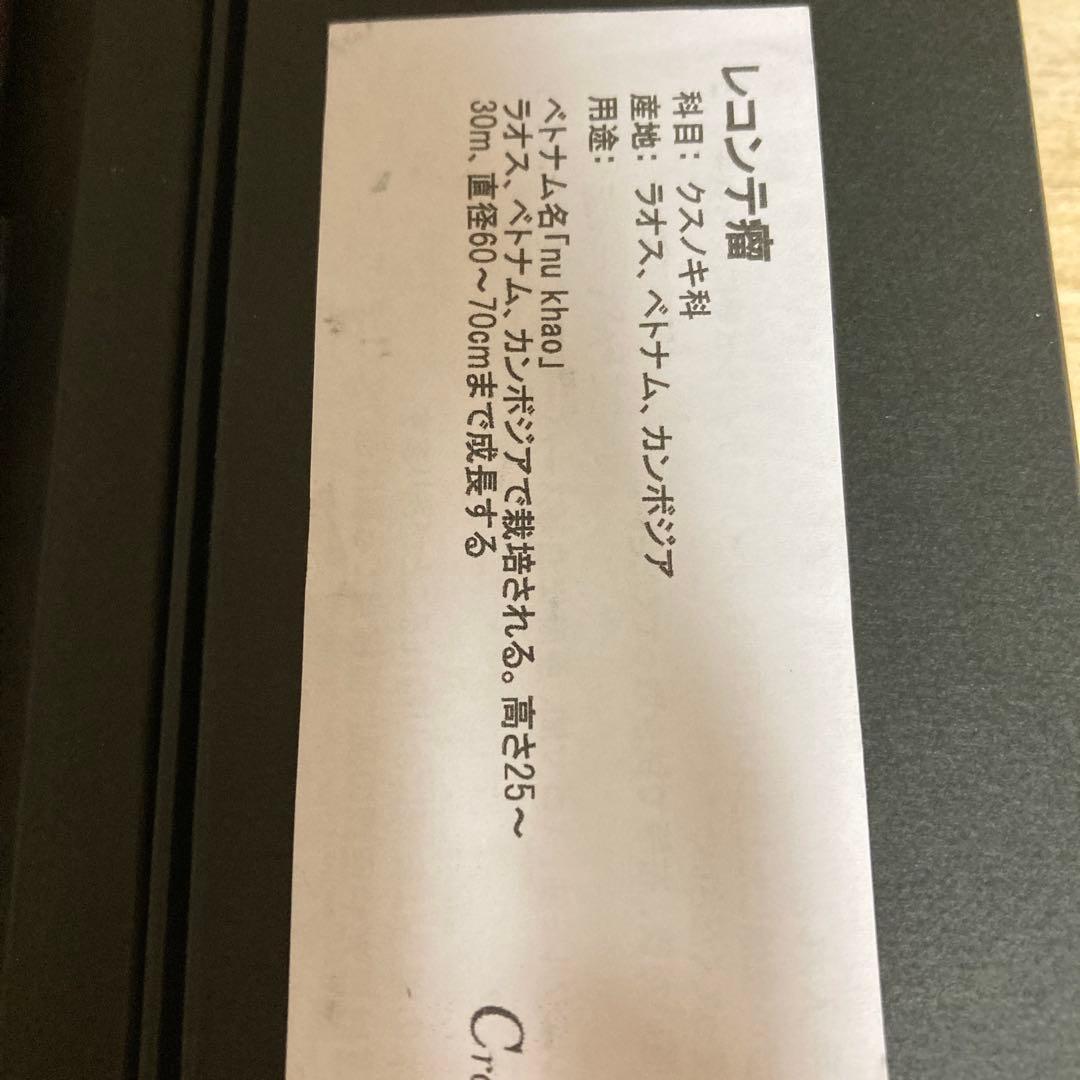 レコンテ瘤
科目: クスノキ科
産地: ラオス、ベトナム、カンボジア
用途:
ベトナム名「nu khao」
ラオス、ベトナム、カンボジアで栽培される。高さ25～
30m、直径60～70cmまで成長する